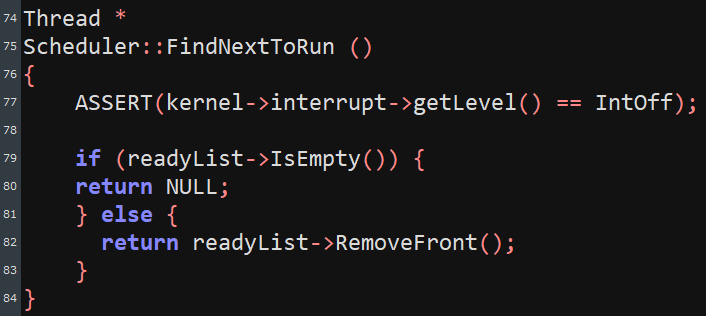 74 Thread *
75 Scheduler::FindNextToRun ()
76 {
77     ASSERT(kernel->interrupt->getLevel() == IntOff);
78
79     if (readyList->IsEmpty()) {
80     return NULL;
81     } else {
82       return readyList->RemoveFront();
83     }
84 }